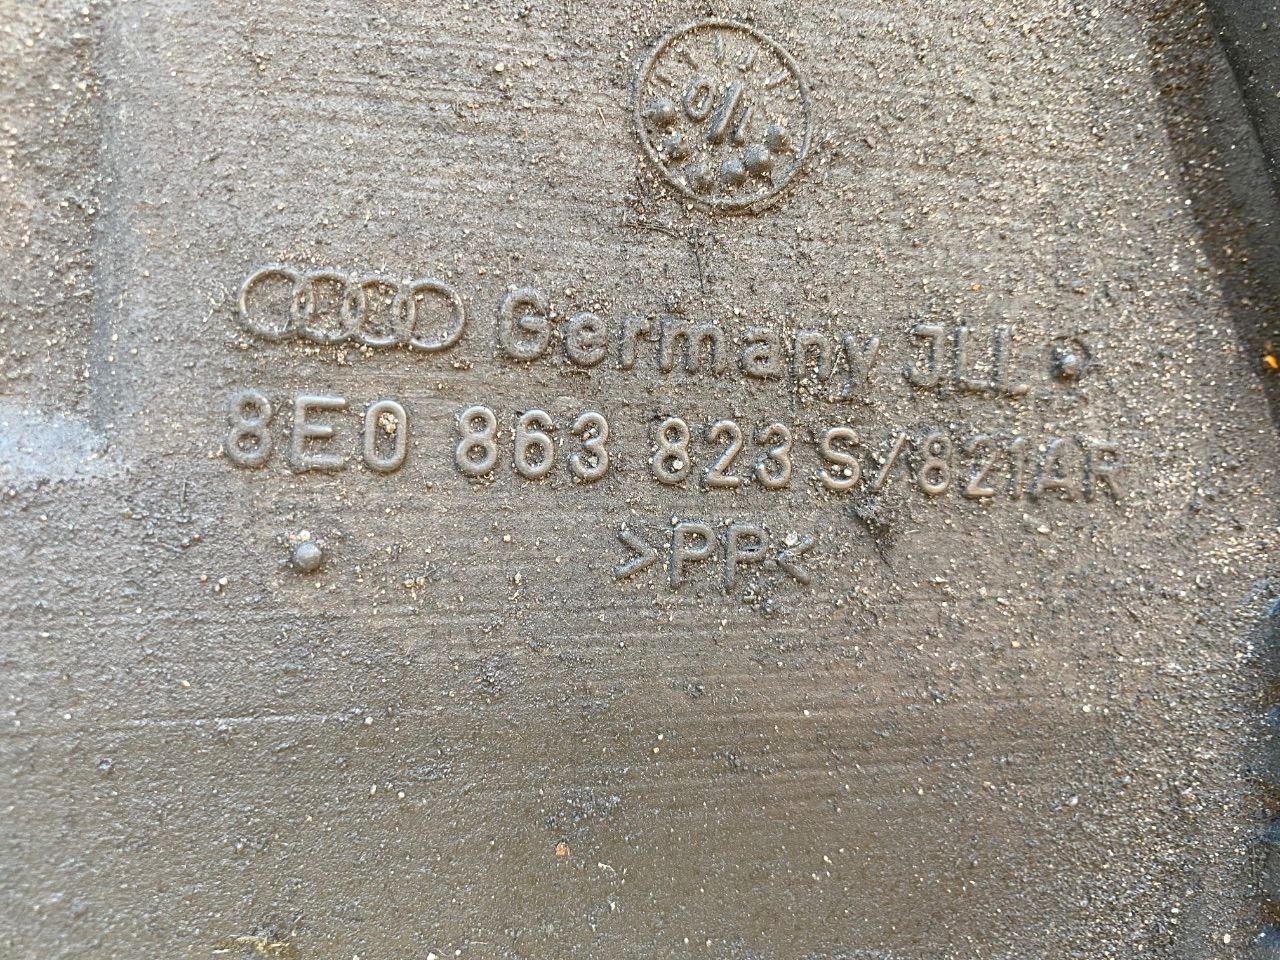 Germany JLL
8E0 863 823 S/821AR
>PP<